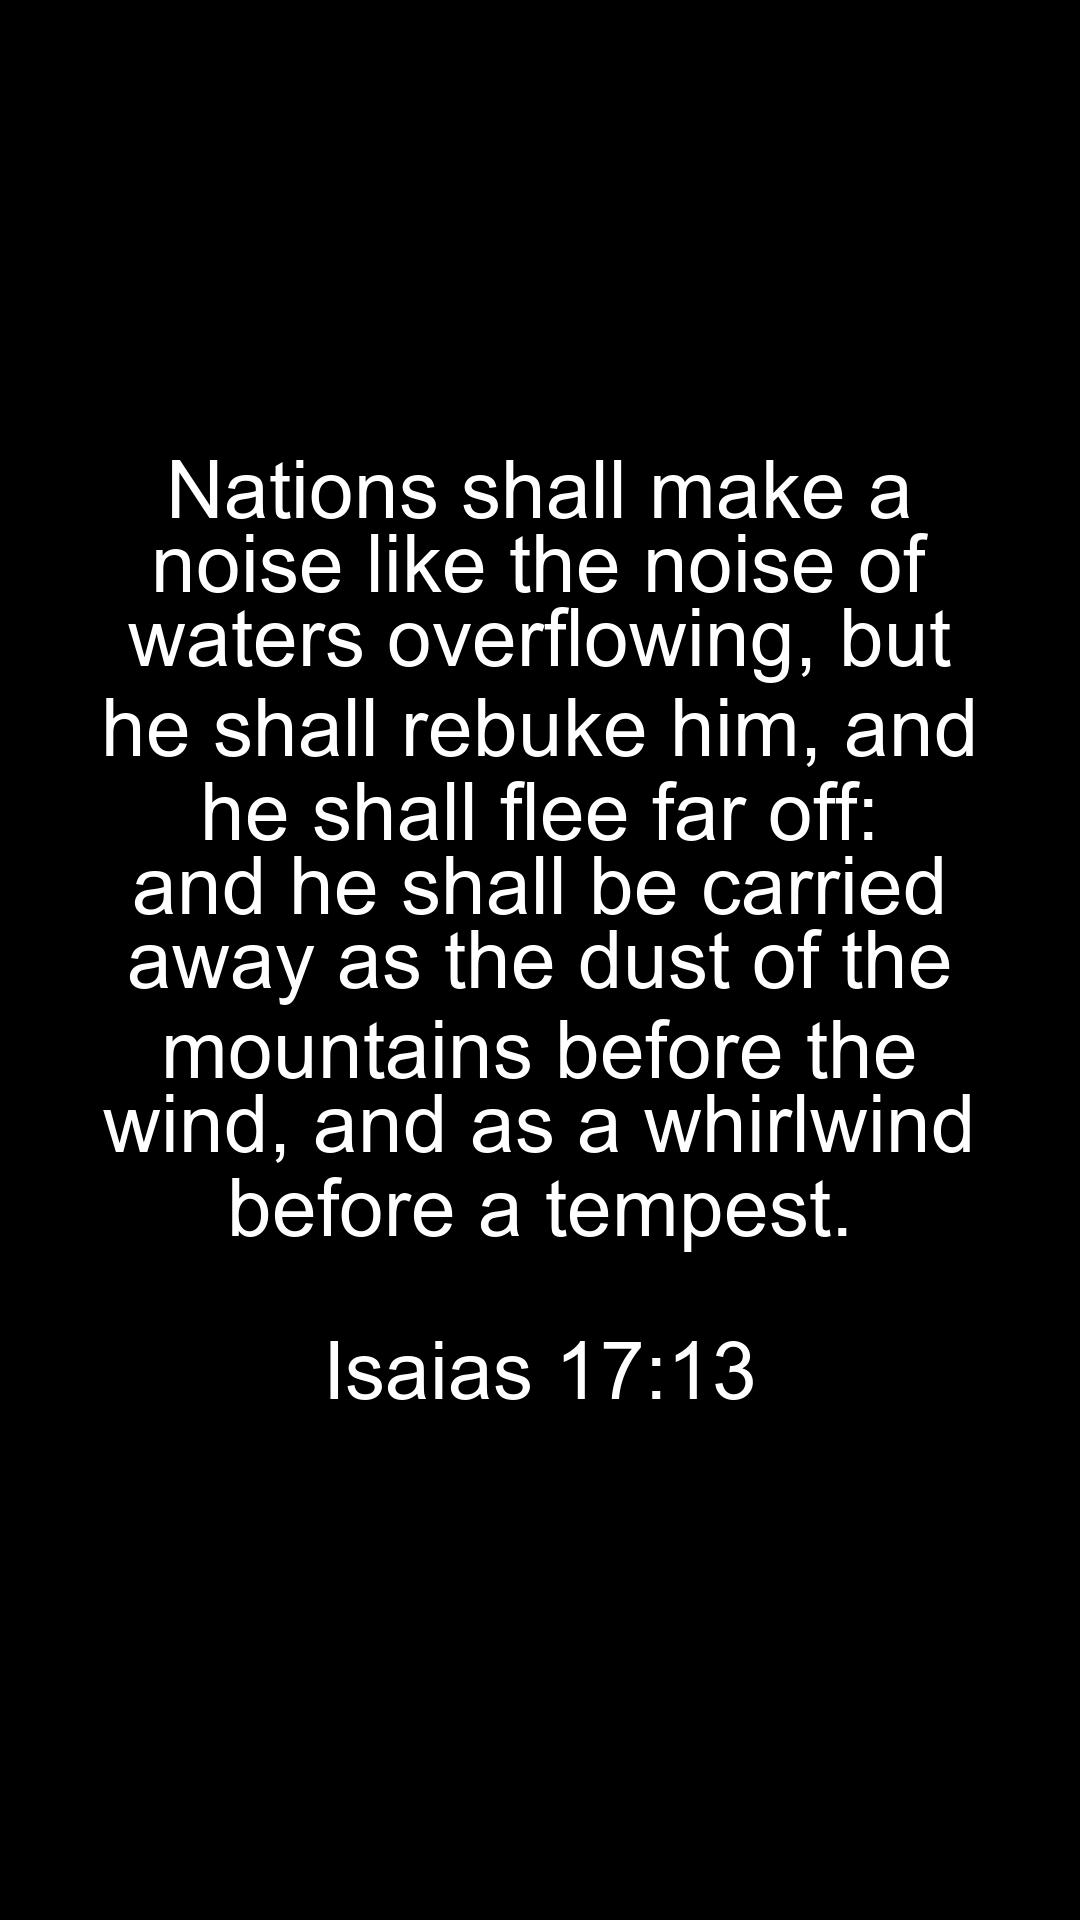 Nations shall make a
noise like the noise of
waters overflowing, but
he shall rebuke him, and
he shall flee far off:
and he shall be carried
away as the dust of the
mountains before the
wind, and as a whirlwind
before a tempest.
Isaias 17:13